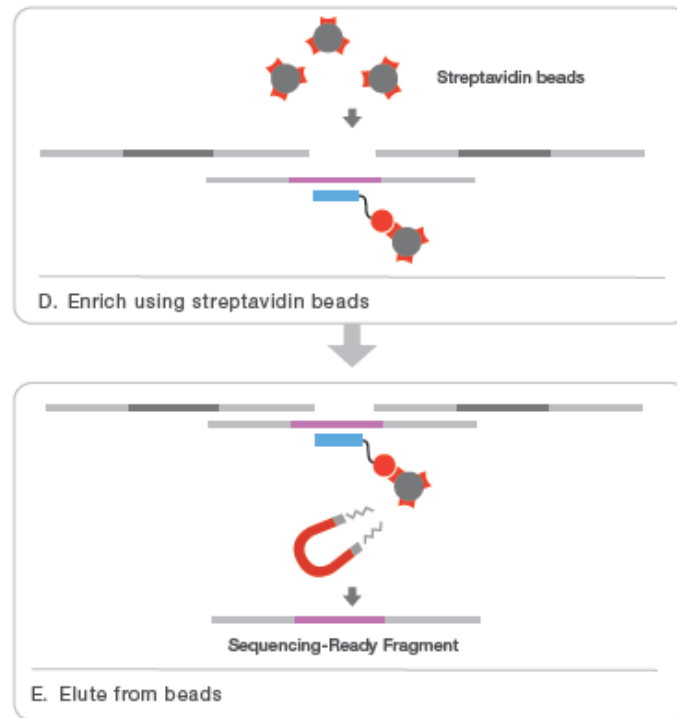 Streptavidin beads
D. Enrich using streptavidin beads
Sequencing-Ready Fragment
E. Elute from beads